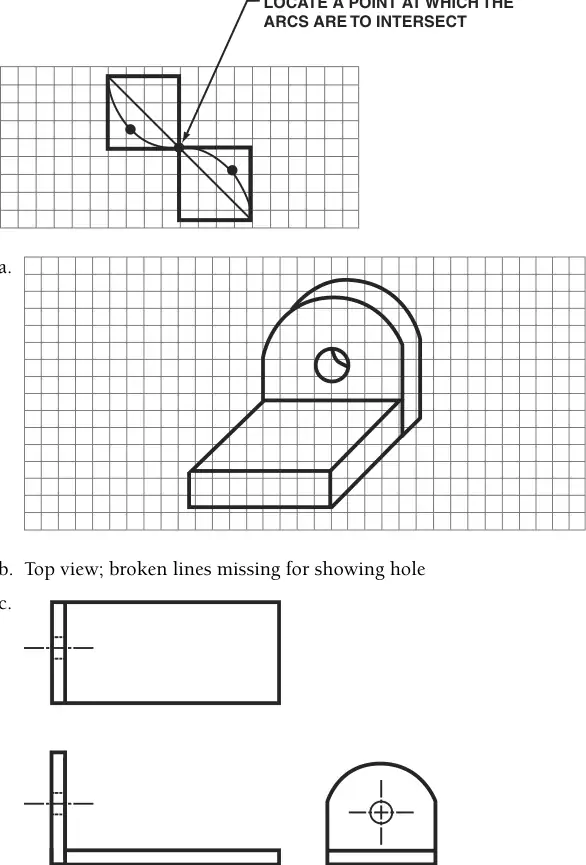 LOCATE A POINT AT WHICH THE
ARCS ARE TO INTERSECT
a.
b. Top view; broken lines missing for showing hole
c.